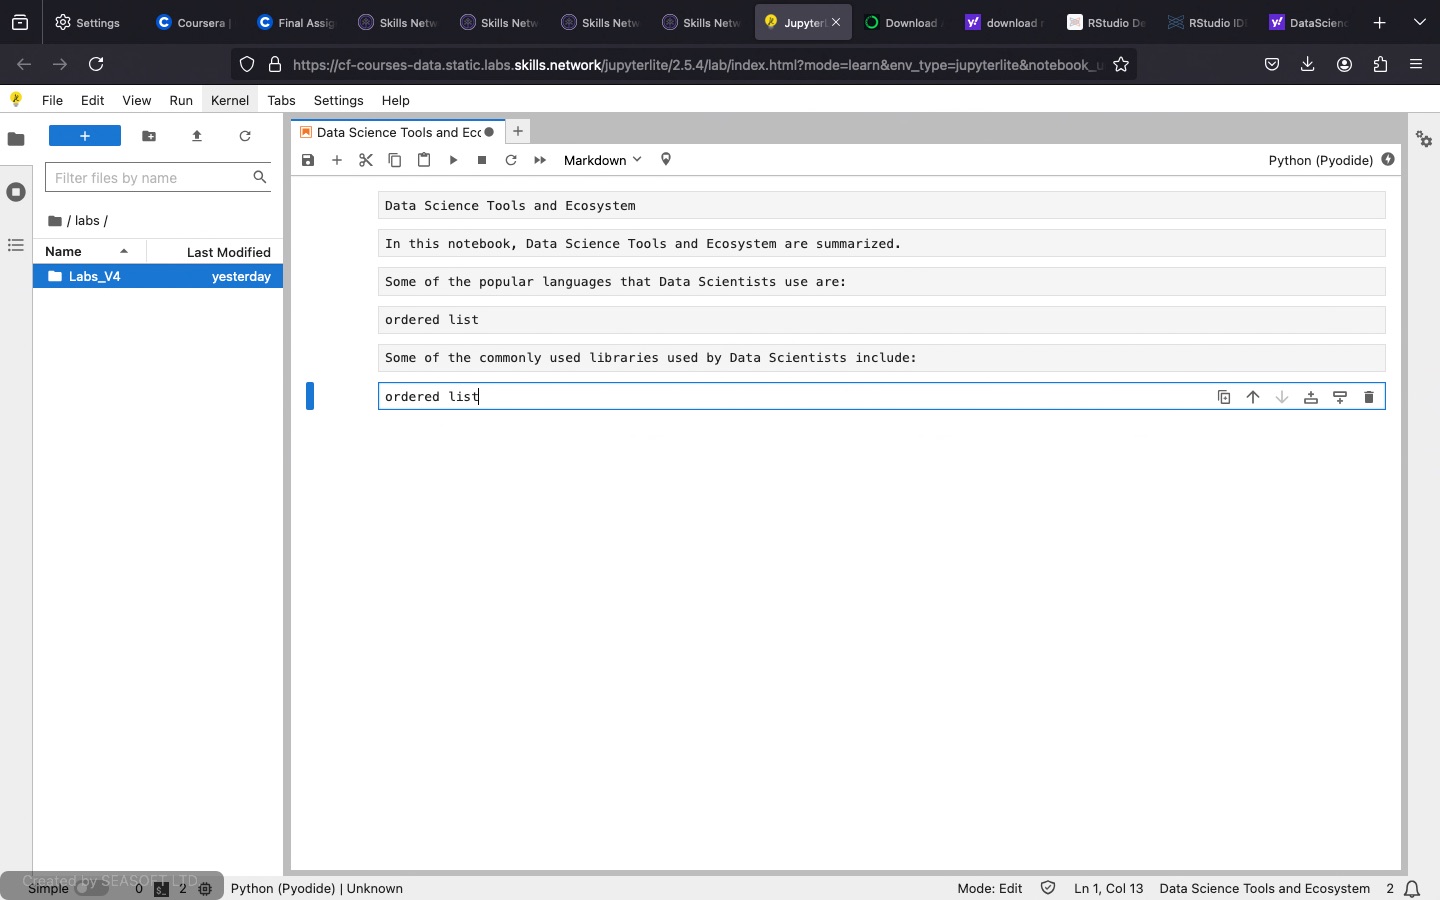 Settings
Coursera |
Final Assig
Skills Netw
Skills Netw
Skills Netw
Skills Netw
Jupyter
Download
download r
RStudio De
RStudio ID
DataScienc
https://cf-courses-data.static.labs.skills.network/jupyterlite/2.5.4/lab/index.html?mode=learn&env_type=jupyterlite&notebook_u
File Edit View Run Kernel Tabs Settings Help
Data Science Tools and Eco
Markdown
Python (Pyodide)
Filter files by name
/ labs /
Name Last Modified
Labs_V4 yesterday
Data Science Tools and Ecosystem
In this notebook, Data Science Tools and Ecosystem are summarized.
Some of the popular languages that Data Scientists use are:
ordered list
Some of the commonly used libraries used by Data Scientists include:
ordered list
Created by SEASOFT LTD
Simple 0 2 Python (Pyodide) | Unknown Mode: Edit Ln 1, Col 13 Data Science Tools and Ecosystem 2